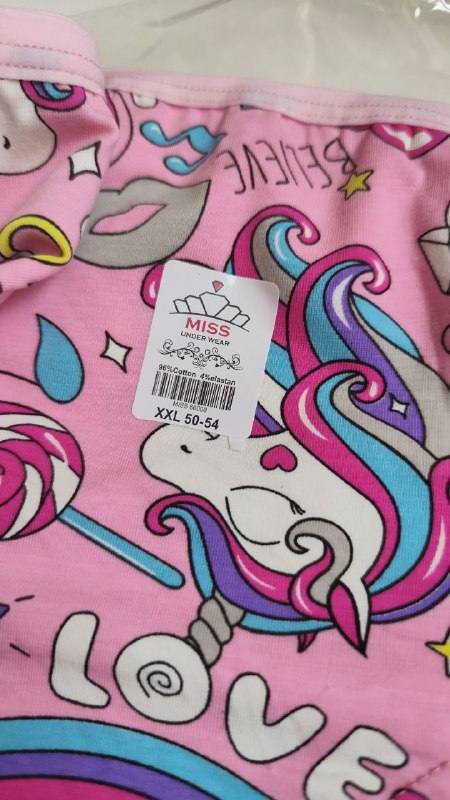 BELIEVE
MISS
UNDER WEAR
96%Cotton 4%elastan
XXL 50-54
LOVE